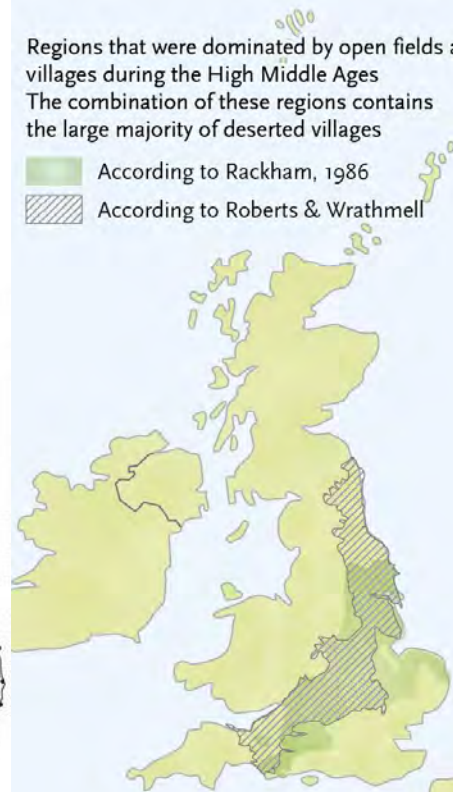 Regions that were dominated by open fields a
villages during the High Middle Ages
The combination of these regions contains
the large majority of deserted villages
According to Rackham, 1986
According to Roberts & Wrathmell